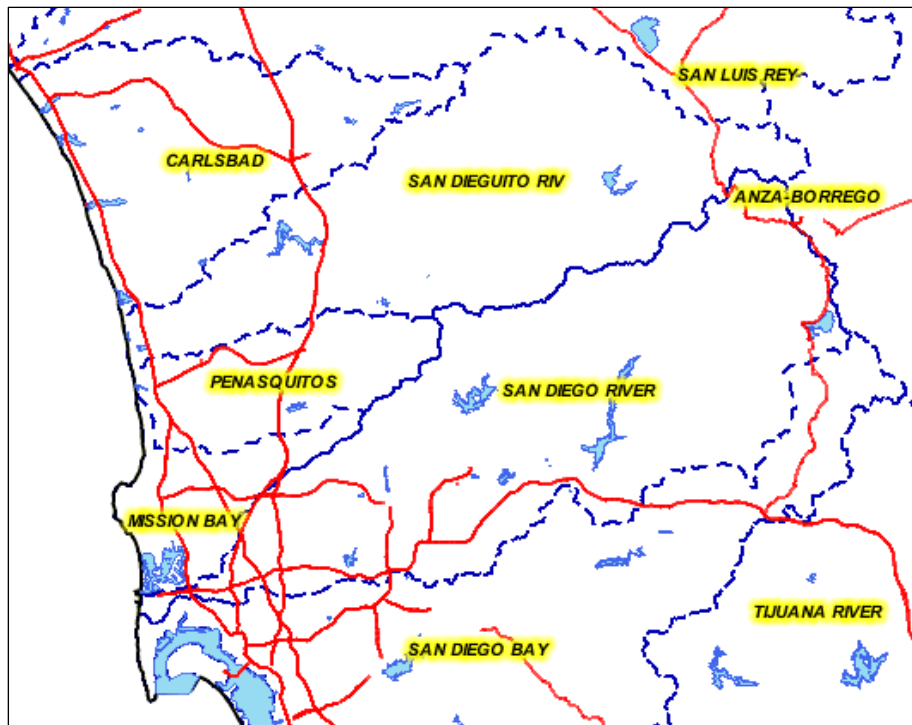 SAN LUIS REY
CARLSBAD
SAN DIEGUITO RIV
ANZA-BORREGO
PENASQUITOS
SAN DIEGO RIVER
MISSION BAY
TIJUANA RIVER
SAN DIEGO BAY